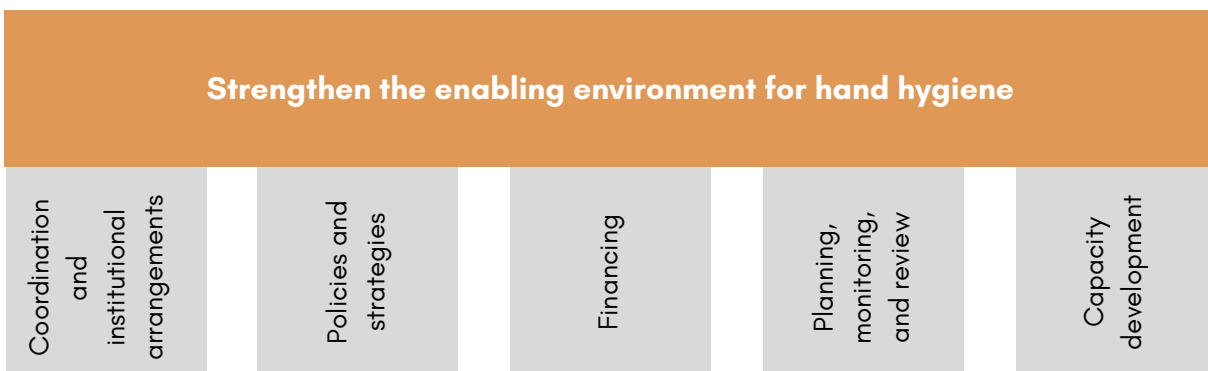 Strengthen the enabling environment for hand hygiene
Coordination
and
institutional
arrangements
Policies and
strategies
Financing
Planning,
monitoring,
and review
Capacity
development